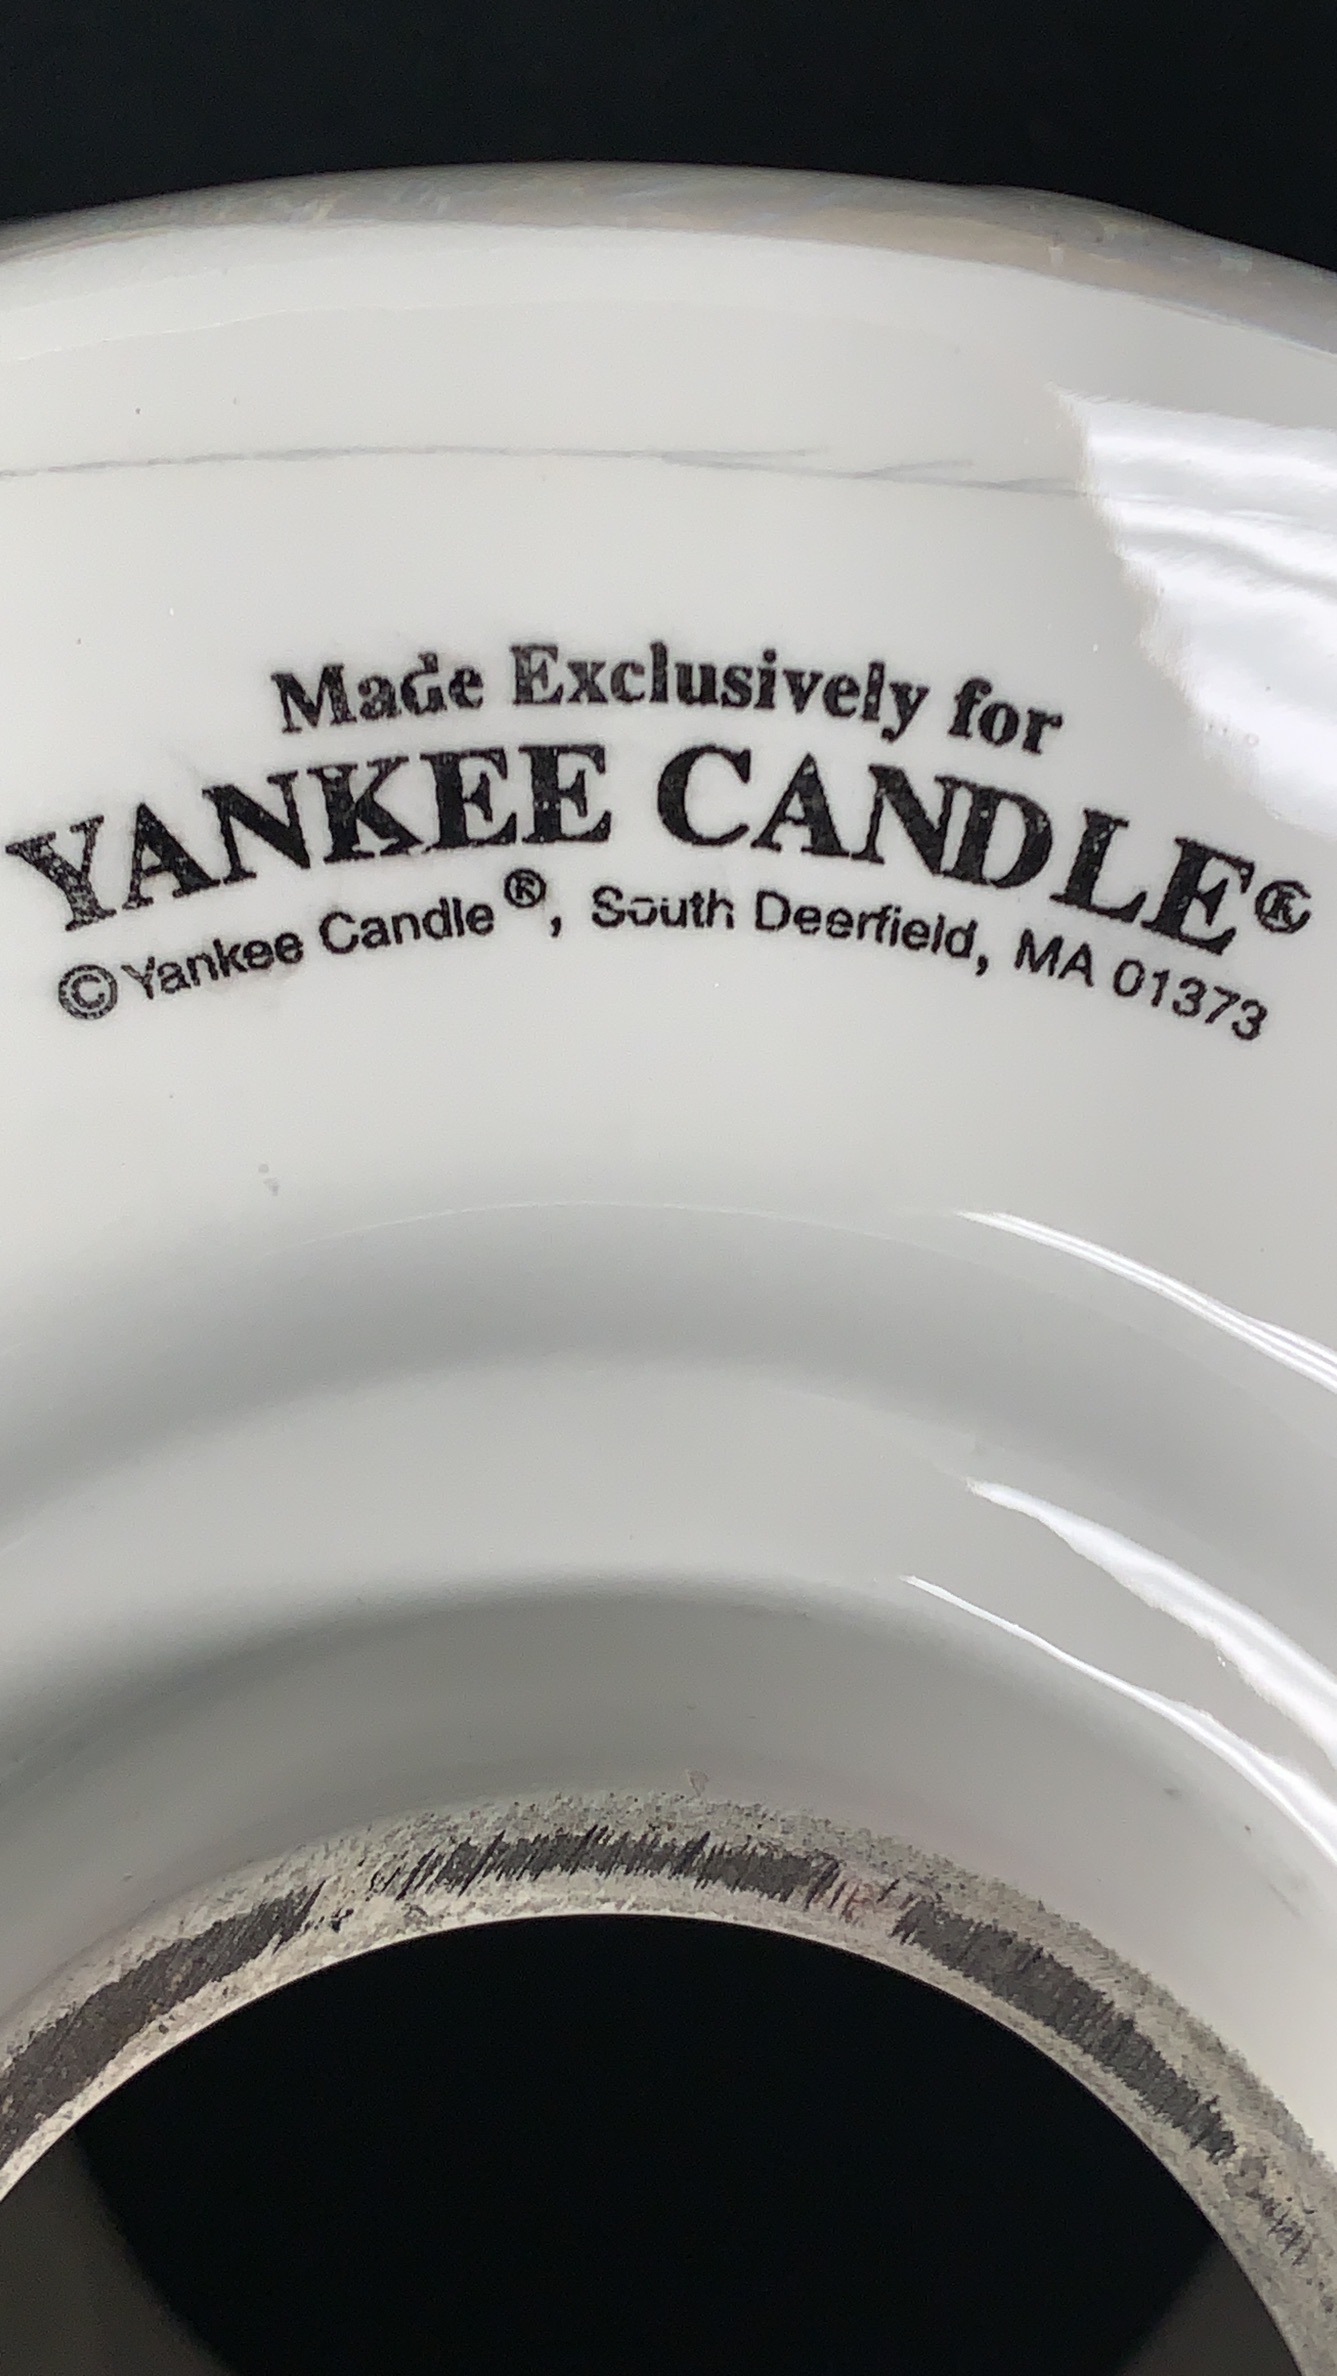 Made Exclusively for
YANKEE CANDLE®
©Yankee Candle®, South Deerfield, MA 01373